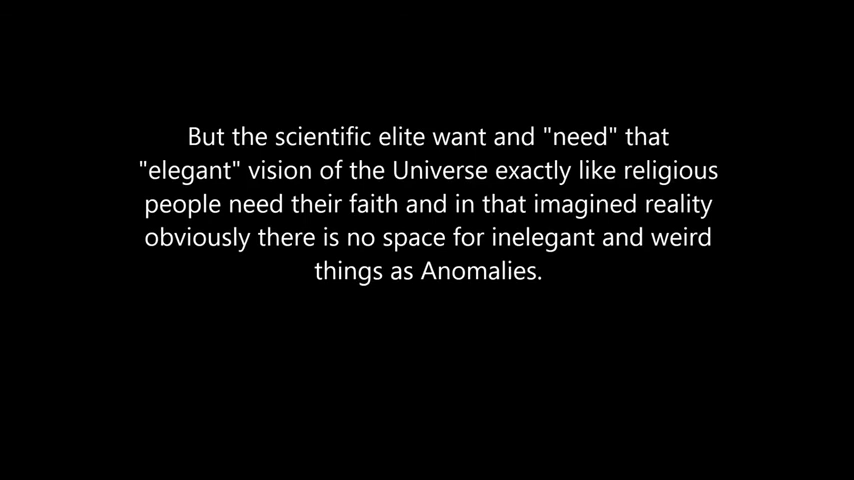 But the scientific elite want and "need" that
"elegant" vision of the Universe exactly like religious
people need their faith and in that imagined reality
obviously there is no space for inelegant and weird
things as Anomalies.